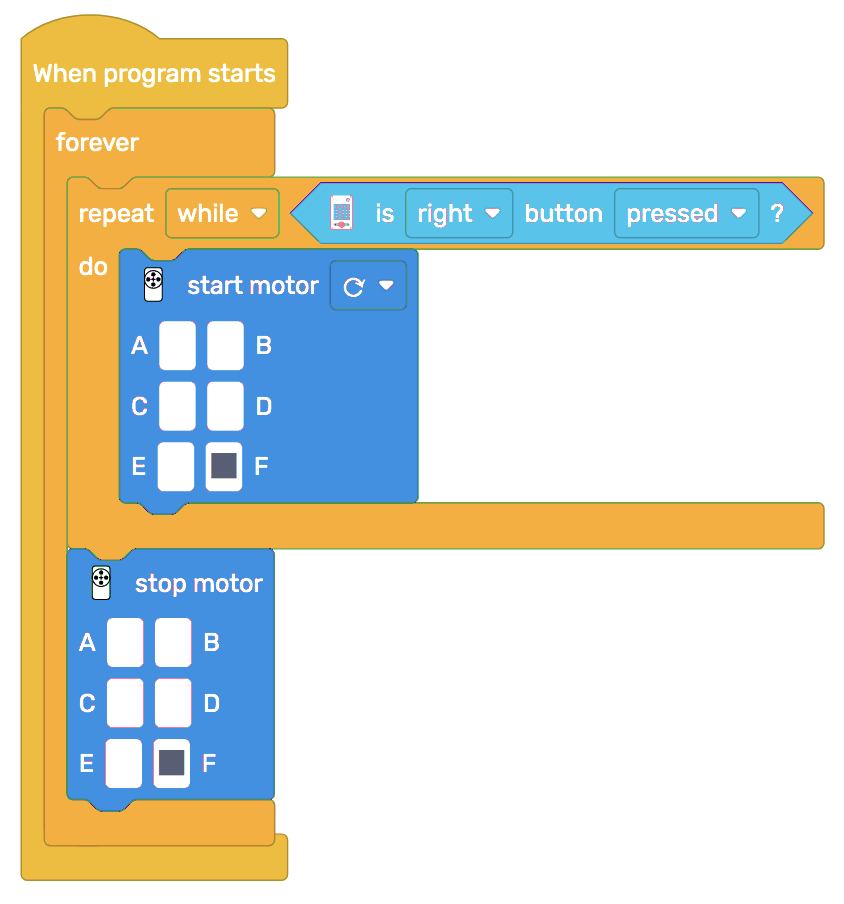 When program starts
forever
repeat while is right button pressed ?
do start motor
A B
C D
E F
stop motor
A B
C D
E F